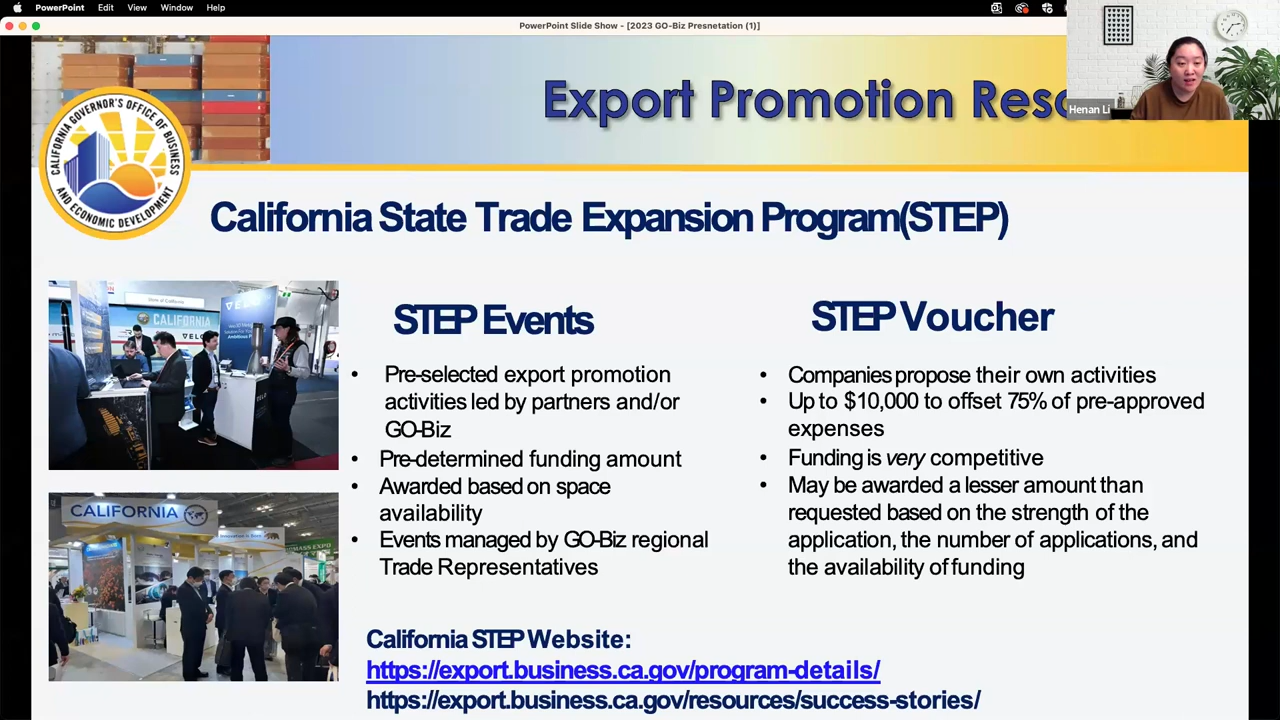 PowerPoint Edit View Window Help
PowerPoint Slide Show - [2023 GO-Biz Presnetation (1)]
Export Promotion Reso
Henan Li
CALIFORNIA GOVERNOR'S OFFICE OF BUSINESS
AND ECONOMIC DEVELOPMENT
California State Trade Expansion Program(STEP)
STEP Events
• Pre-selected export promotion
activities led by partners and/or
GO-Biz
• Pre-determined funding amount
• Awarded based on space
availability
• Events managed by GO-Biz regional
Trade Representatives
STEP Voucher
• Companies propose their own activities
• Up to $10,000 to offset 75% of pre-approved
expenses
• Funding is very competitive
• May be awarded a lesser amount than
requested based on the strength of the
application, the number of applications, and
the availability of funding
State of California
CALIFORNIA
VELO
CALIFORNIA
California STEP Website:
https://export.business.ca.gov/program-details/
https://export.business.ca.gov/resources/success-stories/